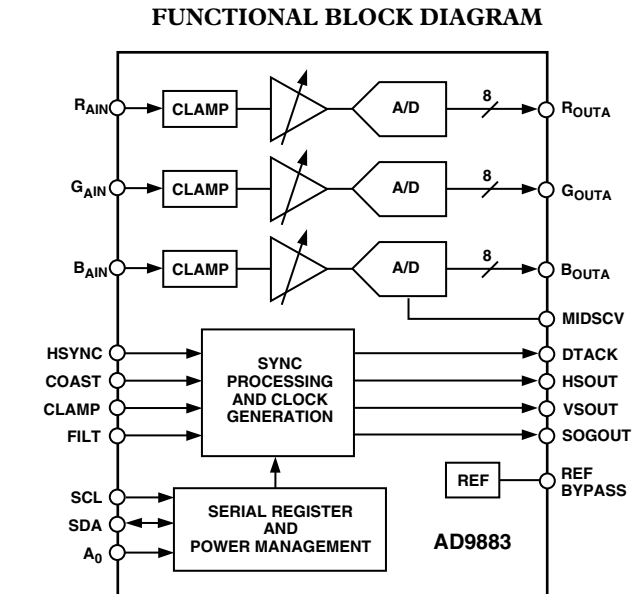 FUNCTIONAL BLOCK DIAGRAM
RAIN CLAMP A/D 8 ROUTA
GAIN CLAMP A/D 8 GOUTA
BAIN CLAMP A/D 8 BOUTA
MIDSCV
HSYNC
COAST
CLAMP
FILT
SYNC
PROCESSING
AND CLOCK
GENERATION
DTACK
HSOUT
VSOUT
SOGOUT
REF
REF
BYPASS
SCL
SDA
A0
SERIAL REGISTER
AND
POWER MANAGEMENT
AD9883